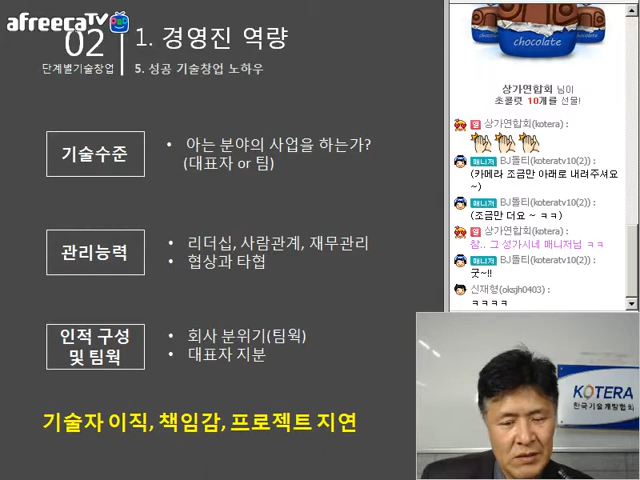 afreecaTV
02
단계별기술창업
1. 경영진 역량
5. 성공 기술창업 노하우
기술수준
• 아는 분야의 사업을 하는가?
(대표자 or 팀)
관리능력
• 리더십, 사람관계, 재무관리
• 협상과 타협
인적 구성
및 팀웍
• 회사 분위기(팀웍)
• 대표자 지분
기술자 이직, 책임감, 프로젝트 지연
chocolate
상가연합회 님이
초콜릿 10개를 선물!
열 상가연합회(kotera) :
매니저 BJ돌티(koteratv10(2)) :
(카메라 조금만 아래로 내려주셔요
~)
매니저 BJ돌티(koteratv10(2)) :
(조금만 더요 ~ ㅋㅋ)
열 상가연합회(kotera) :
참.. 그 성가시네 매니저님 ㅋㅋ
매니저 BJ돌티(koteratv10(2)) :
굿~!!
신재형(oksjh0403) :
ㅋㅋㅋㅋ
KOTERA
한국기술개발협회